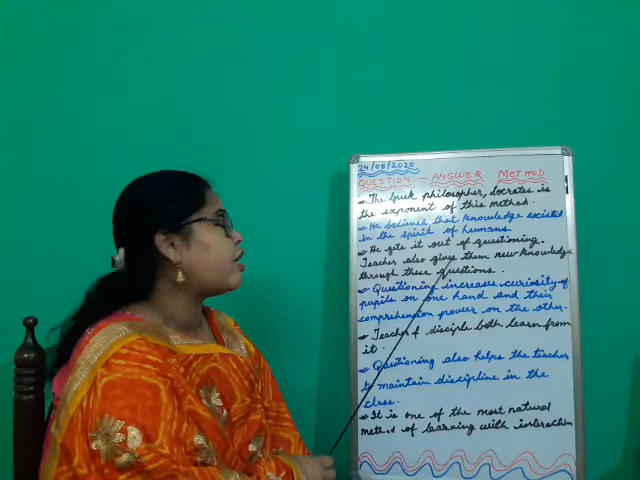 24/05/2020
QUESTION - ANSWER METHOD
The Greek philosopher, Socrates is
the exponent of this method.
He believed that knowledge existed
in the spirit of humans.
He gets it out of questioning.
Teacher also gives them new knowledge
through these questions.
Questioning increases curiosity of
pupils on one hand and their
comprehension power on the other.
Teacher & disciple both learn from
it.
Questioning also helps the teacher
to maintain discipline in the
class.
It is one of the most natural
method of learning with interaction